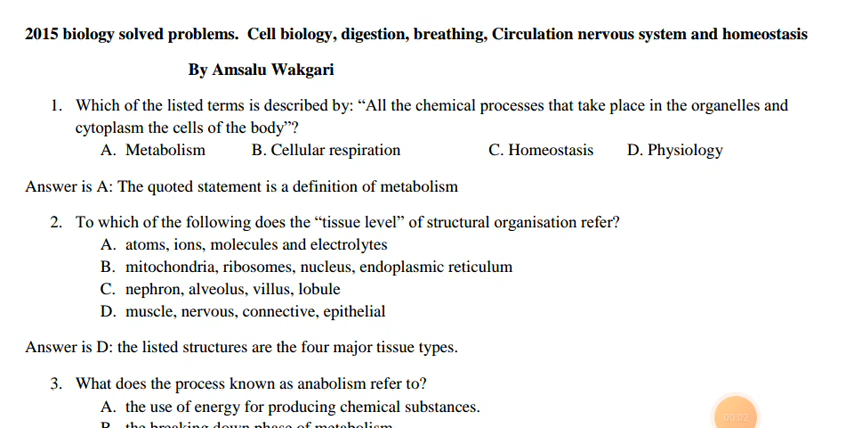 2015 biology solved problems. Cell biology, digestion, breathing, Circulation nervous system and homeostasis
By Amsalu Wakgari
1. Which of the listed terms is described by: “All the chemical processes that take place in the organelles and
cytoplasm the cells of the body”?
A. Metabolism B. Cellular respiration C. Homeostasis D. Physiology
Answer is A: The quoted statement is a definition of metabolism
2. To which of the following does the “tissue level” of structural organisation refer?
A. atoms, ions, molecules and electrolytes
B. mitochondria, ribosomes, nucleus, endoplasmic reticulum
C. nephron, alveolus, villus, lobule
D. muscle, nervous, connective, epithelial
Answer is D: the listed structures are the four major tissue types.
3. What does the process known as anabolism refer to?
A. the use of energy for producing chemical substances.
B. the breaking down phase of metabolism